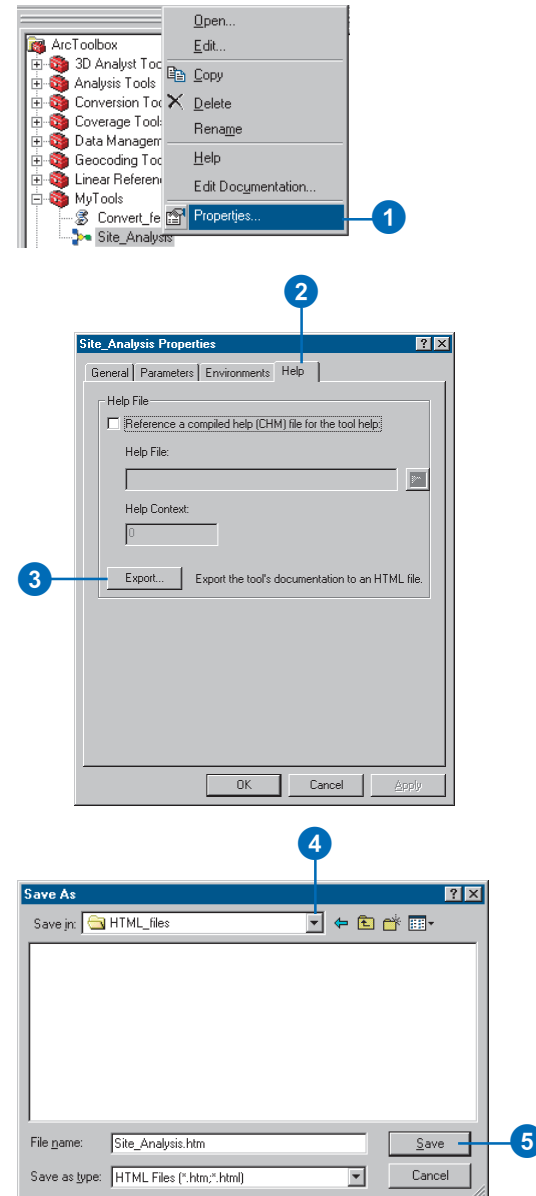 ArcToolbox
3D Analyst Too
Analysis Tools
Conversion Too
Coverage Tools
Data Managem
Geocoding Too
Linear Referen
MyTools
Convert_fe
Site_Analysis
Open...
Edit...
Copy
Delete
Rename
Help
Edit Documentation...
Properties...
1
2
Site_Analysis Properties
General Parameters Environments Help
Help File
Reference a compiled help (CHM) file for the tool help:
Help File:
Help Context:
0
3
Export... Export the tool's documentation to an HTML file.
OK Cancel Apply
4
Save As
Save in: HTML_files
File name: Site_Analysis.htm Save
5
Save as type: HTML Files (*.htm;*.html) Cancel